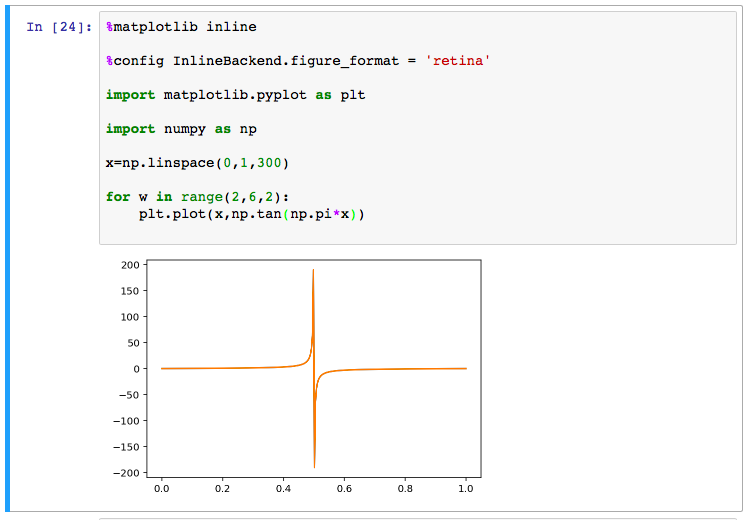 In [24]: %matplotlib inline
%config InlineBackend.figure_format = 'retina'
import matplotlib.pyplot as plt
import numpy as np
x=np.linspace(0,1,300)
for w in range(2,6,2):
    plt.plot(x,np.tan(np.pi*x))
200
150
100
50
0
−50
−100
−150
−200
0.0 0.2 0.4 0.6 0.8 1.0